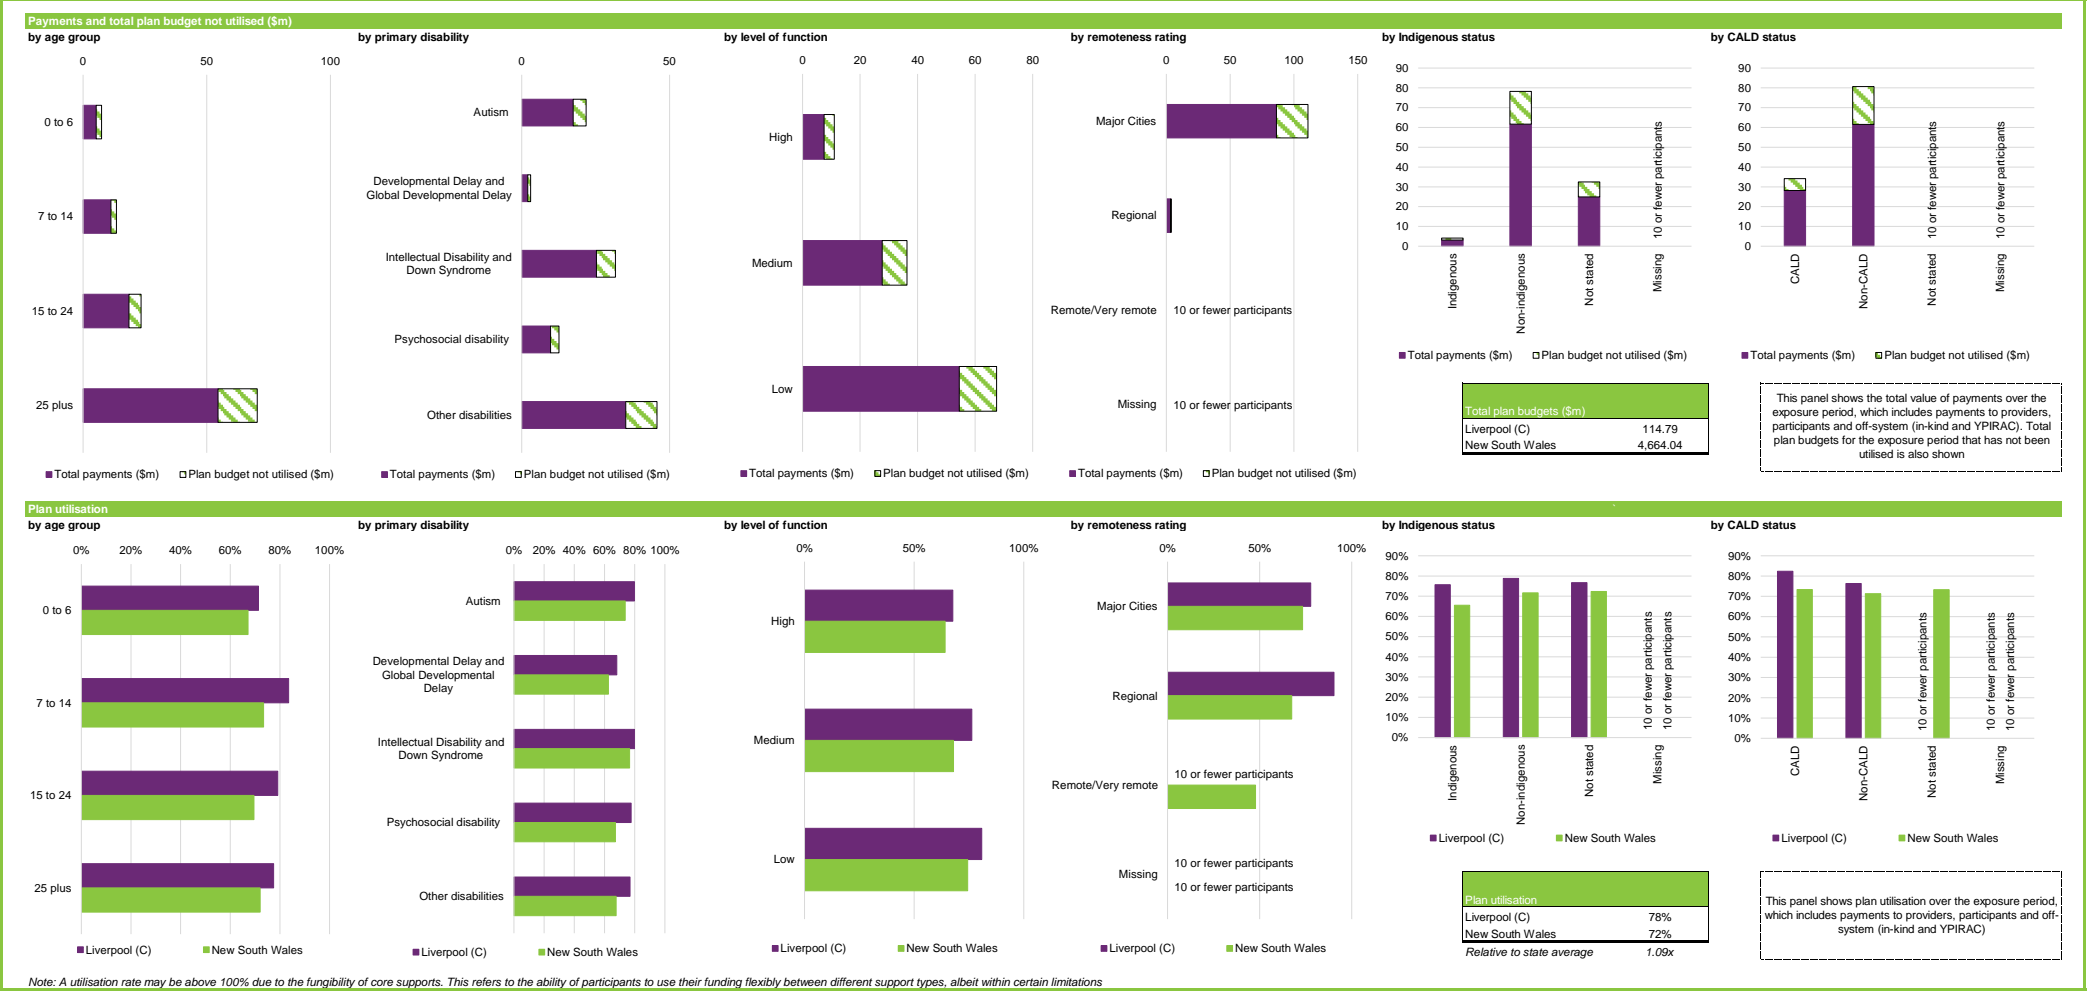 Payments and total plan budget not utilised ($m)
by age group
0 50 100
0 to 6
7 to 14
15 to 24
25 plus
Total payments ($m) Plan budget not utilised ($m)
by primary disability
0 50
Autism
Developmental Delay and
Global Developmental Delay
Intellectual Disability and
Down Syndrome
Psychosocial disability
Other disabilities
Total payments ($m) Plan budget not utilised ($m)
by level of function
0 20 40 60 80
High
Medium
Low
Total payments ($m) Plan budget not utilised ($m)
by remoteness rating
0 50 100 150
Major Cities
Regional
Remote/Very remote 10 or fewer participants
Missing 10 or fewer participants
Total payments ($m) Plan budget not utilised ($m)
by Indigenous status
90
80
70
60
50
40
30
20
10
0
10 or fewer participants
Indigenous
Non-indigenous
Not stated
Missing
Total payments ($m) Plan budget not utilised ($m)
by CALD status
90
80
70
60
50
40
30
20
10
0
10 or fewer participants
10 or fewer participants
CALD
Non-CALD
Not stated
Missing
Total payments ($m) Plan budget not utilised ($m)
Total plan budgets ($m)
Liverpool (C) 114.79
New South Wales 4,664.04
This panel shows the total value of payments over the
exposure period, which includes payments to providers,
participants and off-system (in-kind and YPIRAC). Total
plan budgets for the exposure period that has not been
utilised is also shown
Plan utilisation
by age group
0% 20% 40% 60% 80% 100%
0 to 6
7 to 14
15 to 24
25 plus
Liverpool (C) New South Wales
by primary disability
0% 20% 40% 60% 80% 100%
Autism
Developmental Delay and
Global Developmental
Delay
Intellectual Disability and
Down Syndrome
Psychosocial disability
Other disabilities
Liverpool (C) New South Wales
by level of function
0% 50% 100%
High
Medium
Low
Liverpool (C) New South Wales
by remoteness rating
0% 50% 100%
Major Cities
Regional
10 or fewer participants
Remote/Very remote
10 or fewer participants
Missing
10 or fewer participants
Liverpool (C) New South Wales
by Indigenous status
90%
80%
70%
60%
50%
40%
30%
20%
10%
0%
10 or fewer participants
10 or fewer participants
Indigenous
Non-indigenous
Not stated
Missing
Liverpool (C) New South Wales
by CALD status
90%
80%
70%
60%
50%
40%
30%
20%
10%
0%
10 or fewer participants
10 or fewer participants
10 or fewer participants
CALD
Non-CALD
Not stated
Missing
Liverpool (C) New South Wales
Plan utilisation
Liverpool (C) 78%
New South Wales 72%
Relative to state average 1.09x
This panel shows plan utilisation over the exposure period,
which includes payments to providers, participants and off-
system (in-kind and YPIRAC)
Note: A utilisation rate may be above 100% due to the fungibility of core supports. This refers to the ability of participants to use their funding flexibly between different support types, albeit within certain limitations